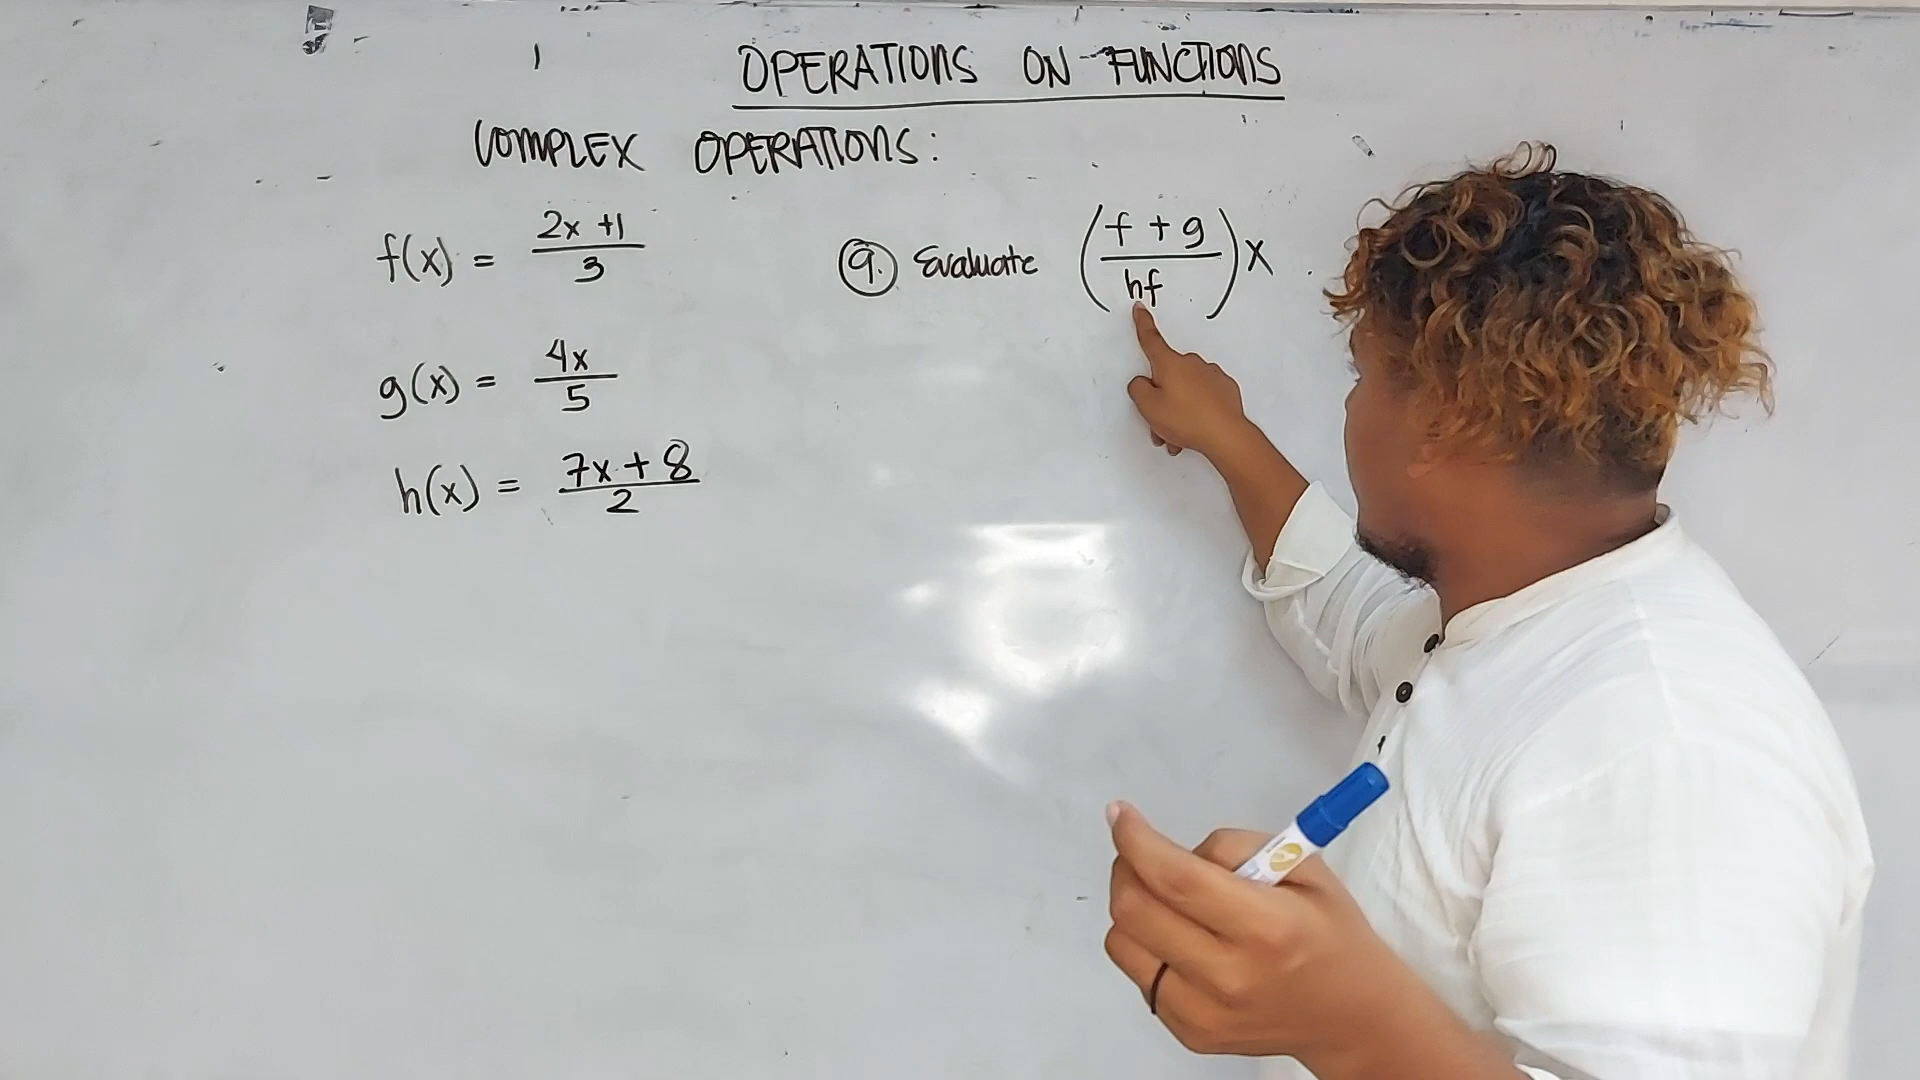 OPERATIONS ON FUNCTIONS
COMPLEX OPERATIONS:
f(x) = 2x + 1 / 3
g(x) = 4x / 5
h(x) = 7x + 8 / 2
9. Evaluate (f + g / hf) x .